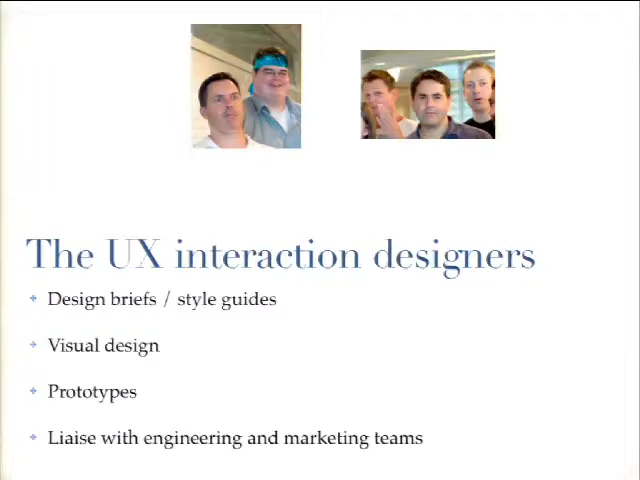 The UX interaction designers
Design briefs / style guides
Visual design
Prototypes
Liaise with engineering and marketing teams